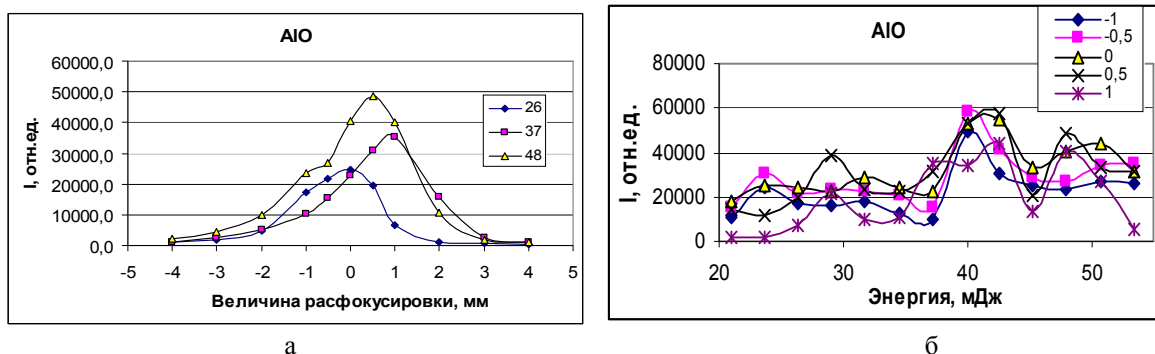 AlO
60000,0
50000,0
40000,0
30000,0
20000,0
10000,0
0,0
I, отн.ед.
26
37
48
-5 -4 -3 -2 -1 0 1 2 3 4 5
Величина расфокусировки, мм
а
AlO
-1
-0,5
0
0,5
1
80000
60000
40000
20000
0
I, отн.ед.
20 30 40 50
Энергия, мДж
б